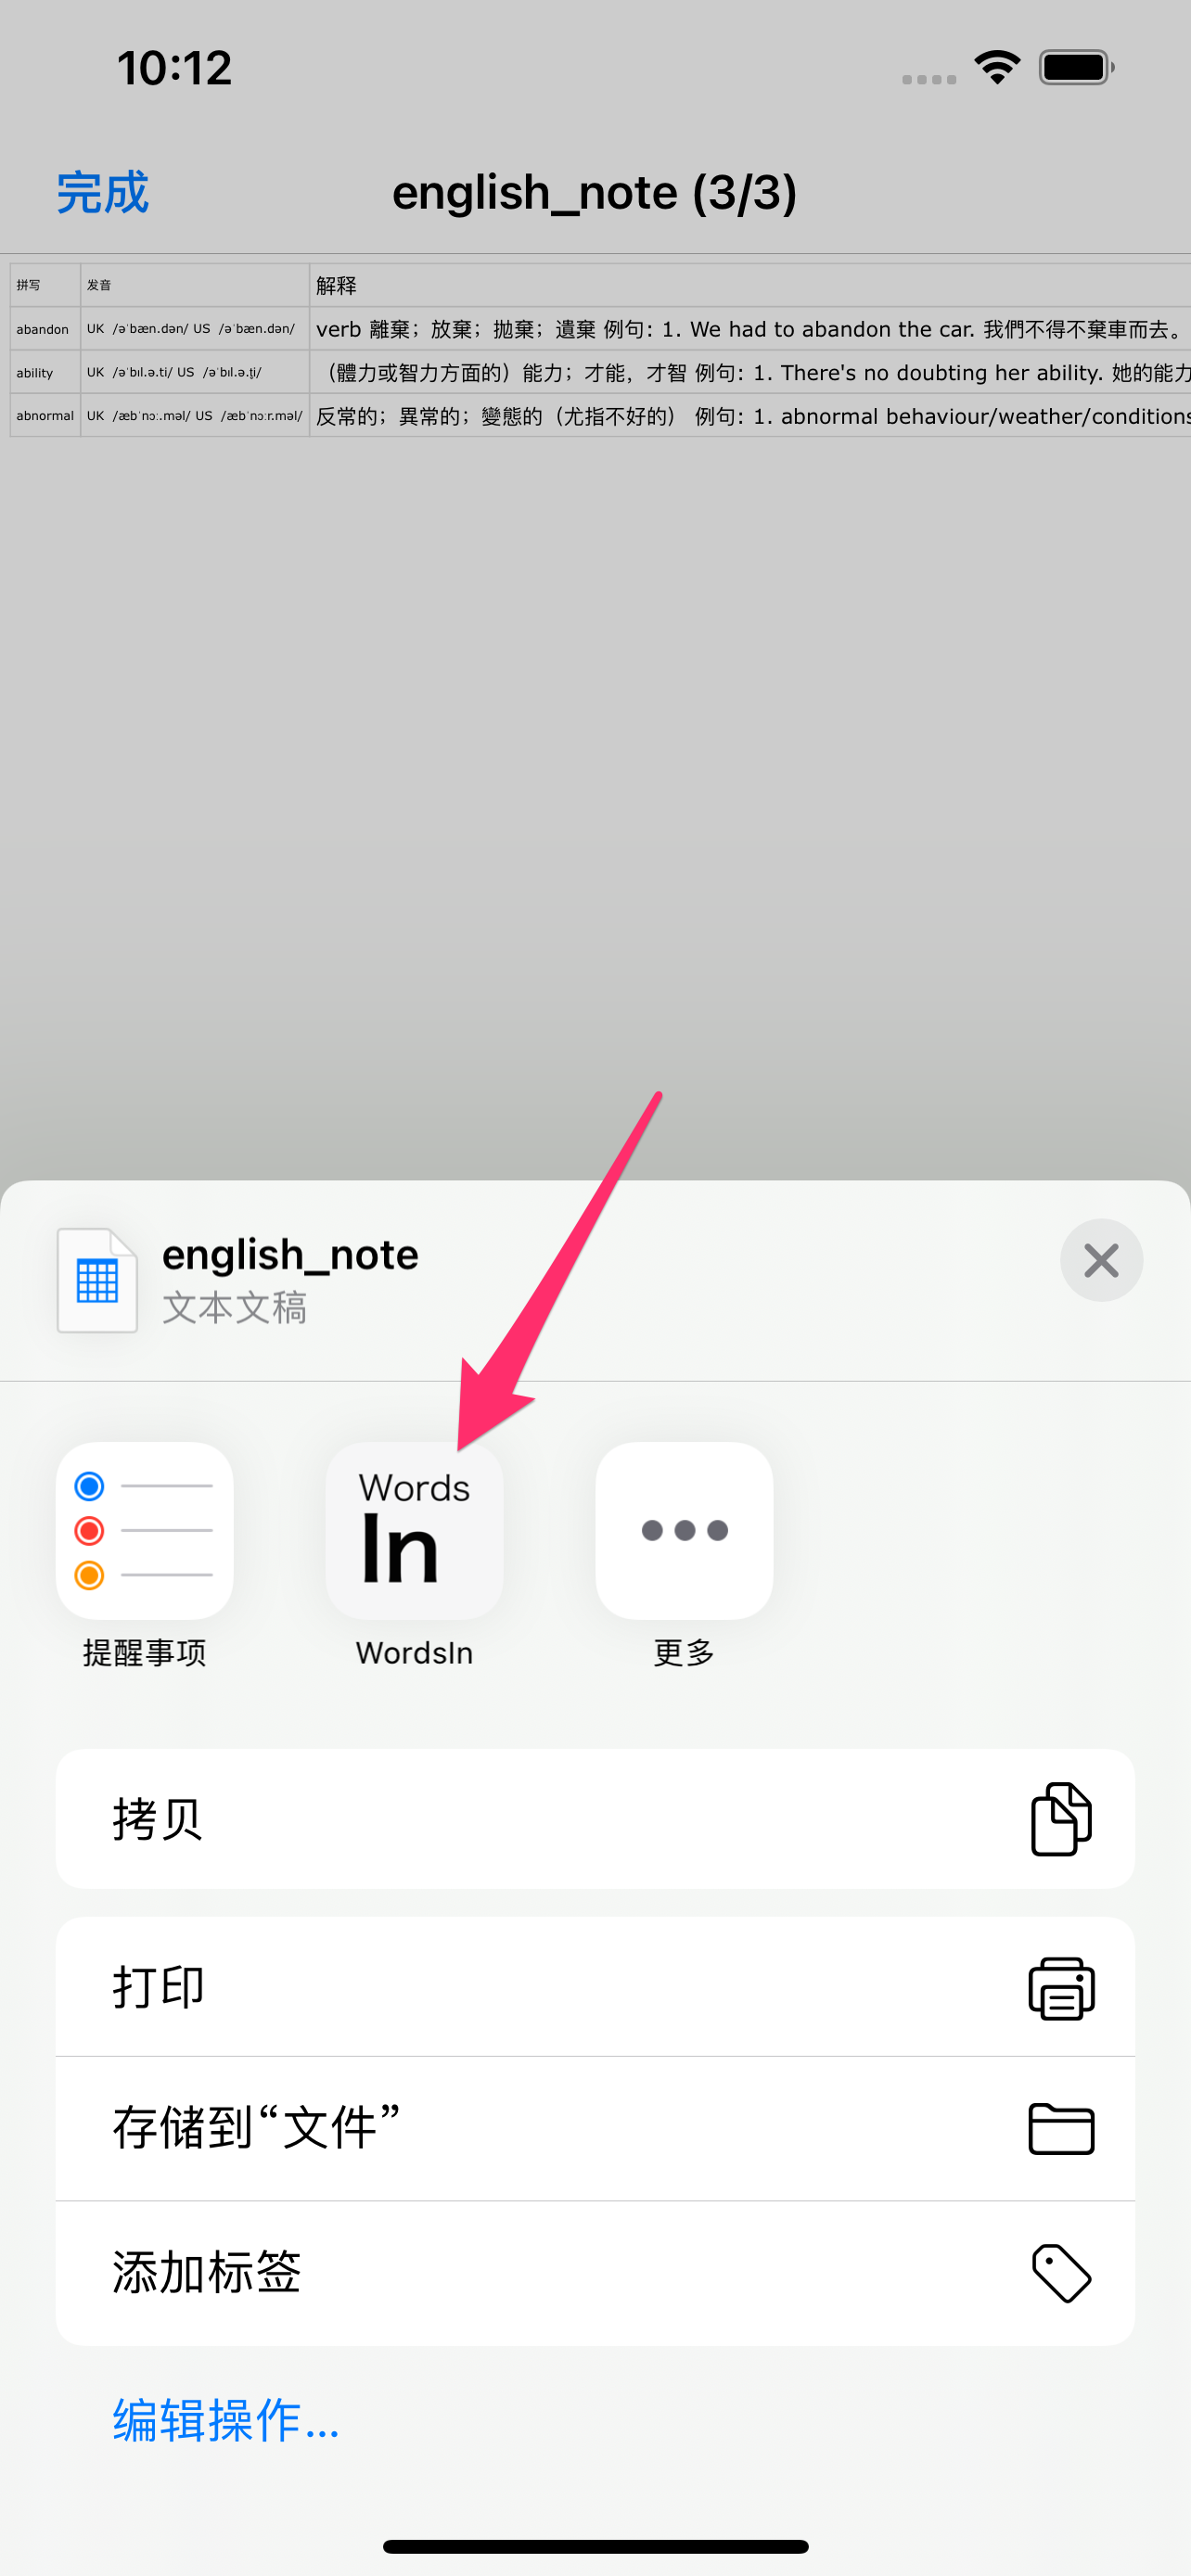 10:12
完成
english_note (3/3)
拼写 发音 解释
abandon UK /əˈbæn.dən/ US /əˈbæn.dən/ verb 離棄；放棄；拋棄；遺棄 例句: 1. We had to abandon the car. 我們不得不棄車而去。
ability UK /əˈbɪl.ə.ti/ US /əˈbɪl.ə.t̬i/ （體力或智力方面的）能力；才能，才智 例句: 1. There's no doubting her ability. 她的能力
abnormal UK /æbˈnɔː.məl/ US /æbˈnɔːr.məl/ 反常的；異常的；變態的（尤指不好的） 例句: 1. abnormal behaviour/weather/conditions
english_note
文本文稿
Words
In
提醒事项
WordsIn
更多
拷贝
打印
存储到“文件”
添加标签
编辑操作...